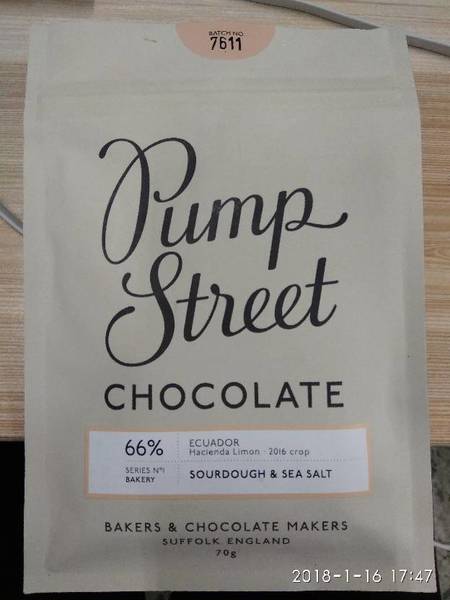 BATCH NO.
7611
Pump
Street
CHOCOLATE
66%
ECUADOR
Hacienda Limon · 2016 crop
SERIES Nº1
BAKERY
SOURDOUGH & SEA SALT
BAKERS & CHOCOLATE MAKERS
SUFFOLK ENGLAND
70g
2018-1-16 17:47